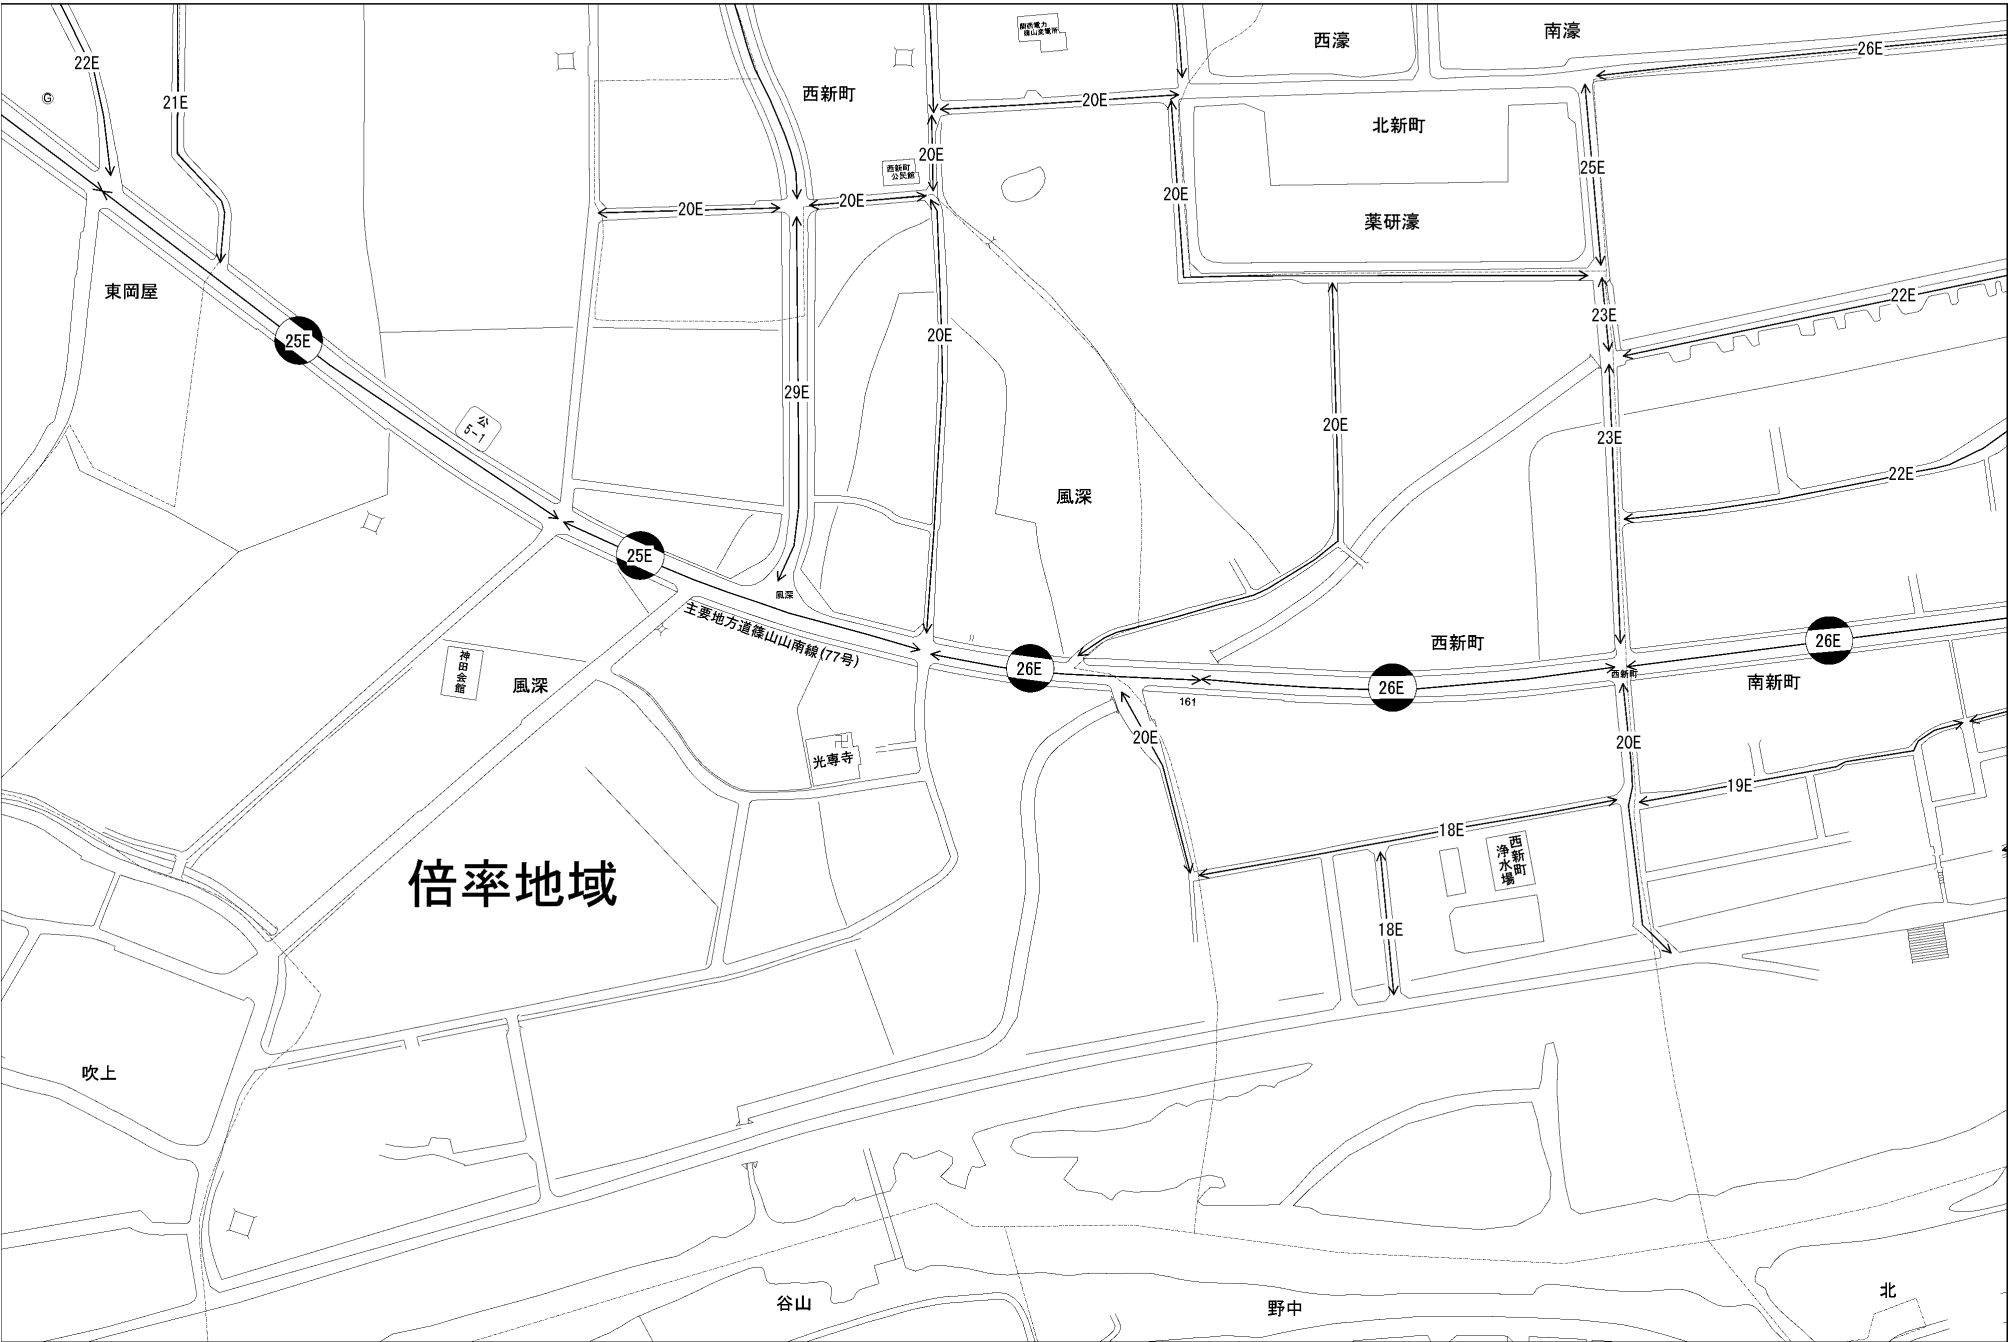 22E
21E
G
西新町
関西電力
篠山変電所
西濠
南濠
26E
20E
北新町
20E
西新町
公民館
20E
25E
20E
20E
20E
薬研濠
東岡屋
25E
22E
23E
20E
29E
公
5-1
20E
23E
風深
22E
25E
風深
主要地方道篠山山南線(77号)
26E
西新町
26E
26E
西新町
南新町
神田会館
風深
161
20E
20E
光専寺
19E
18E
西新町
浄水場
倍率地域
18E
吹上
谷山
野中
北